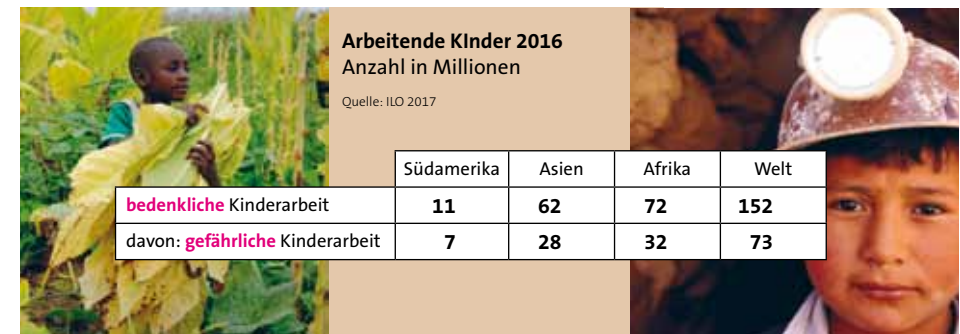 Arbeitende KInder 2016
Anzahl in Millionen
Quelle: ILO 2017
Südamerika Asien Afrika Welt
bedenkliche Kinderarbeit 11 62 72 152
davon: gefährliche Kinderarbeit 7 28 32 73